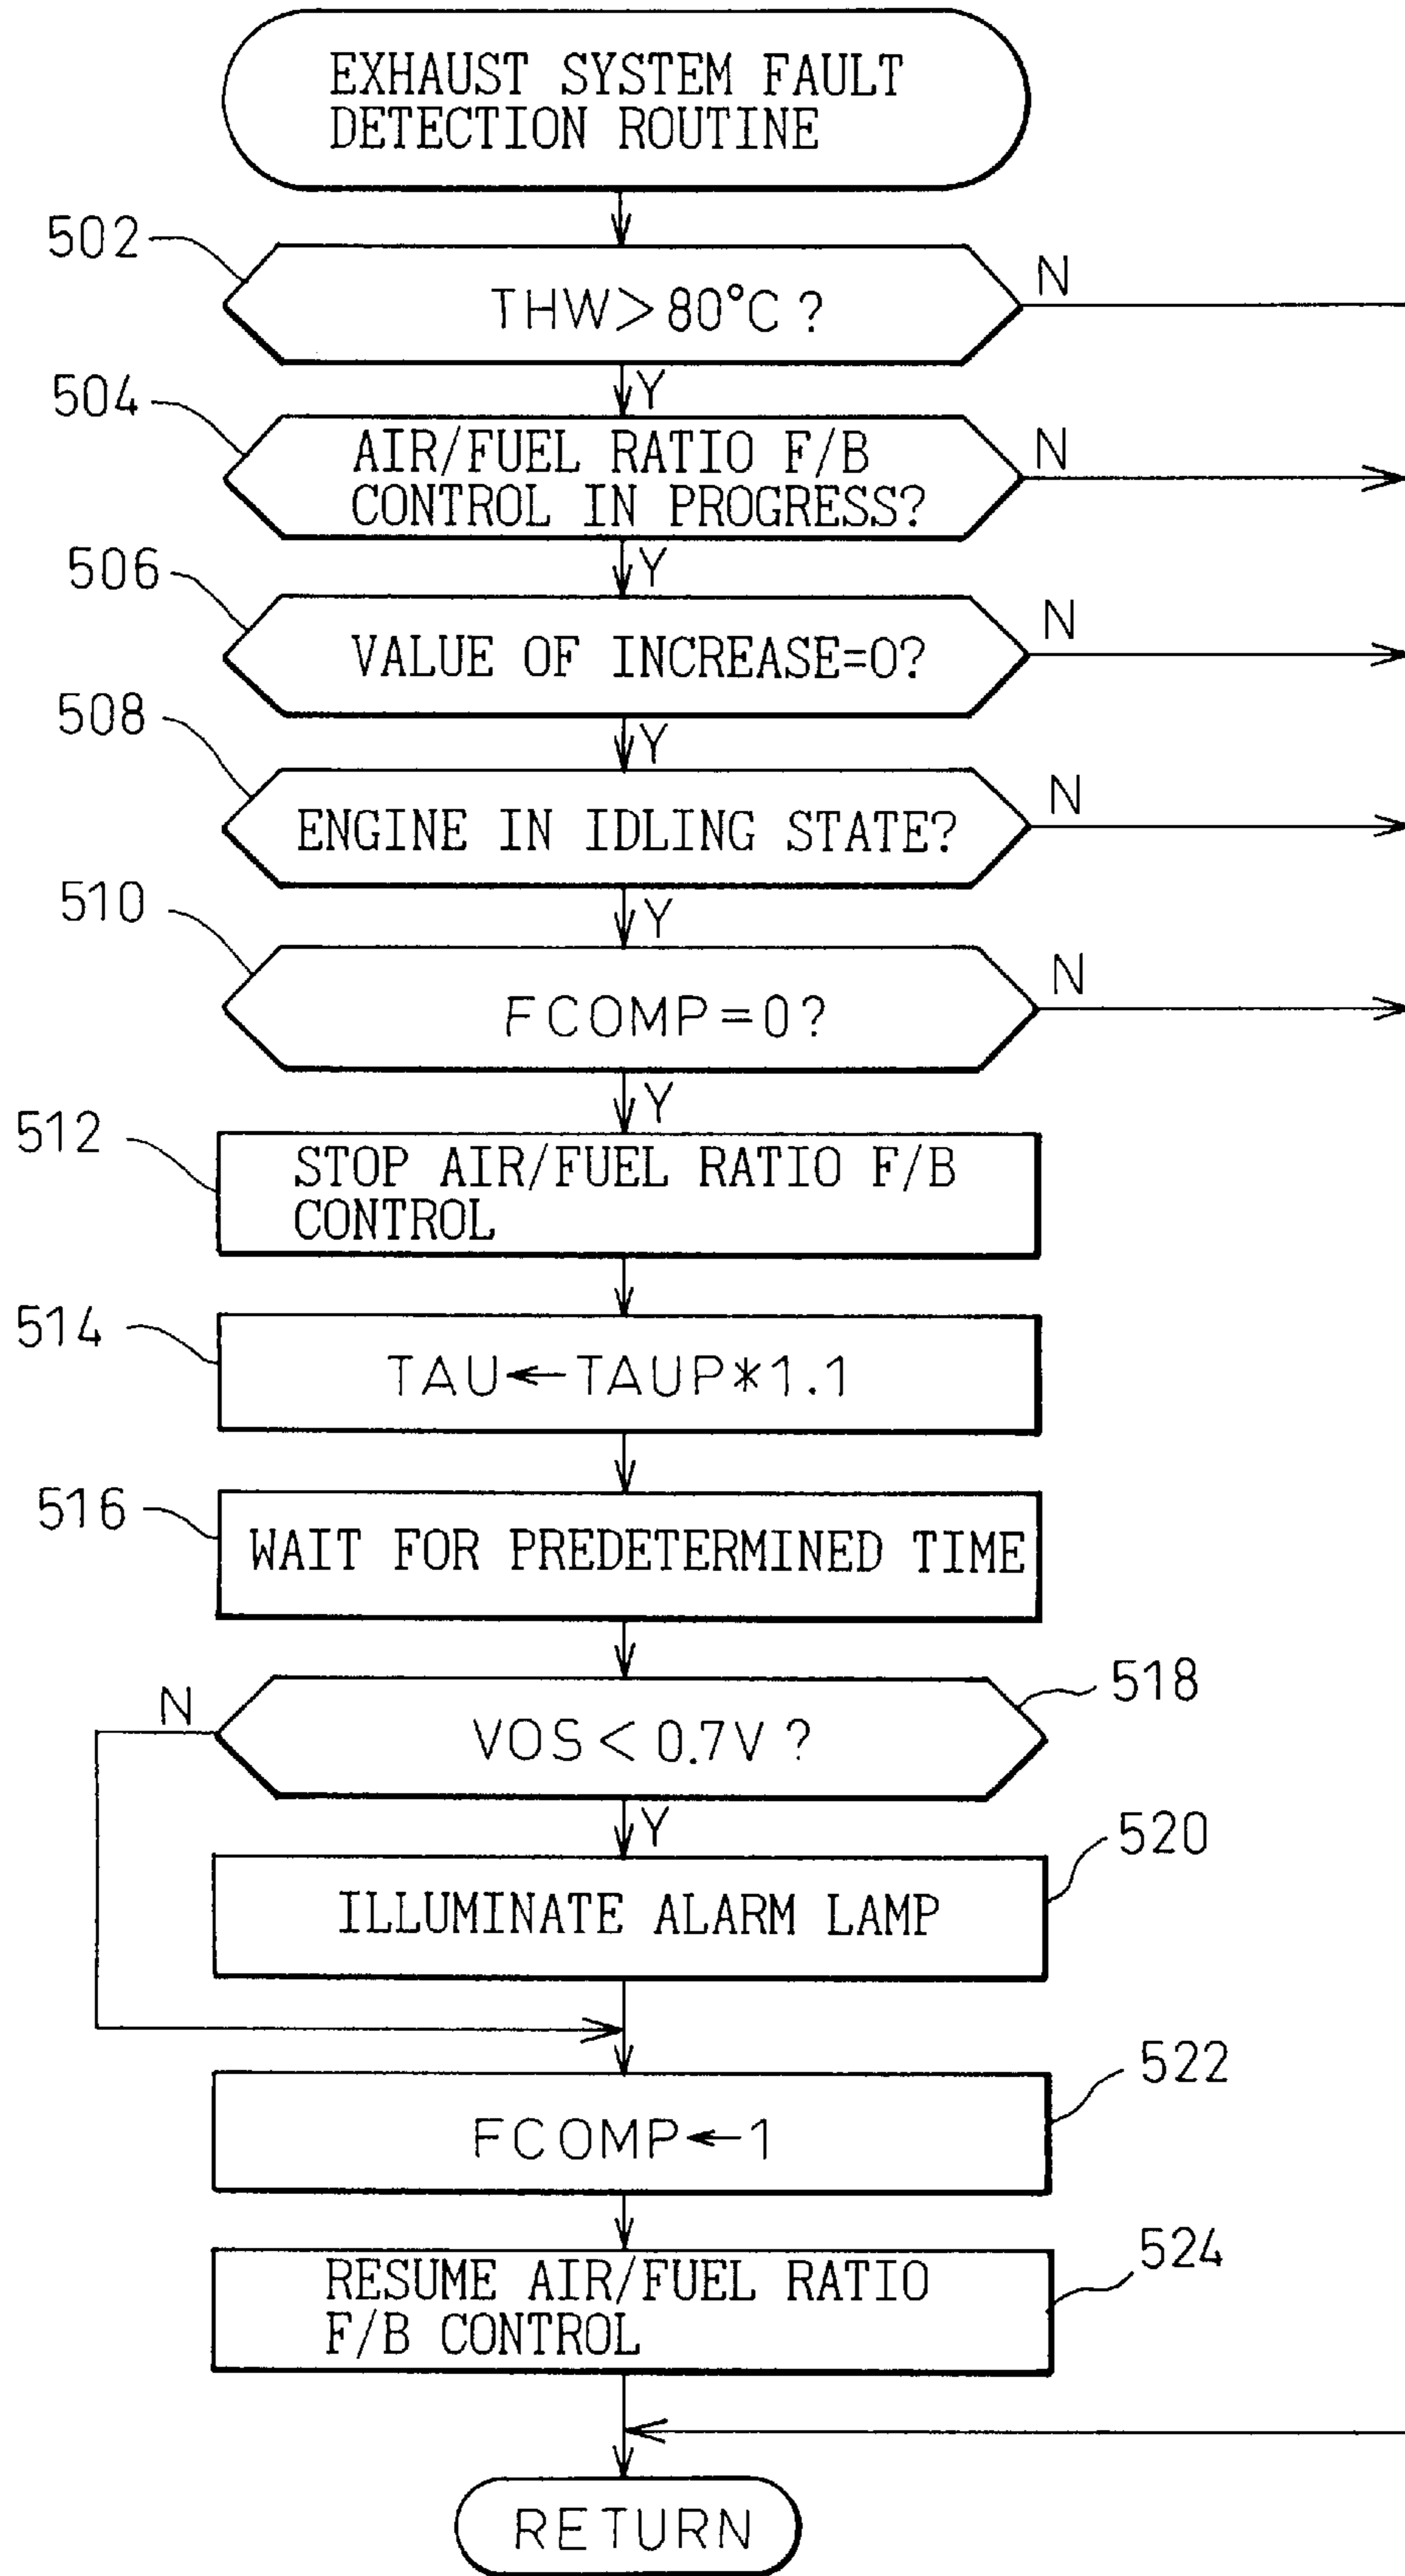 EXHAUST SYSTEM FAULT
DETECTION ROUTINE
502
THW>80°C ?
N
Y
504
AIR/FUEL RATIO F/B
CONTROL IN PROGRESS?
N
Y
506
VALUE OF INCREASE=0?
N
Y
508
ENGINE IN IDLING STATE?
N
Y
510
FCOMP=0?
N
Y
512
STOP AIR/FUEL RATIO F/B
CONTROL
514
TAU←TAUP*1.1
516
WAIT FOR PREDETERMINED TIME
518
N
VOS < 0.7V ?
Y
520
ILLUMINATE ALARM LAMP
522
FCOMP←1
524
RESUME AIR/FUEL RATIO
F/B CONTROL
RETURN